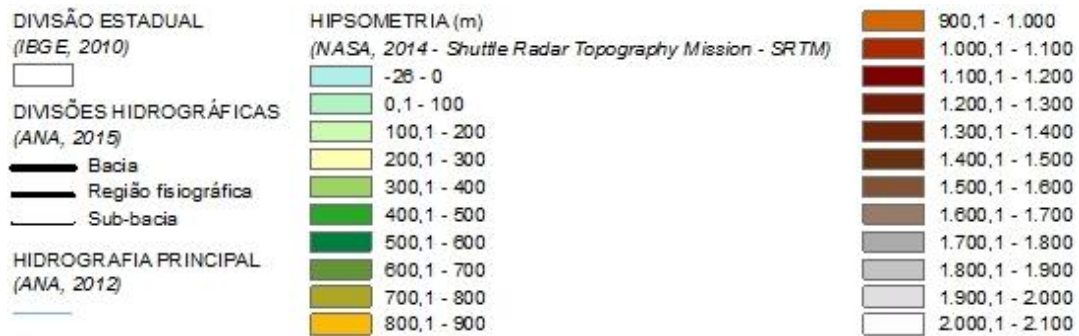 DIVISÃO ESTADUAL
(IBGE, 2010)
DIVISÕES HIDROGRÁFICAS
(ANA, 2015)
Bacia
Região fisiográfica
Sub-bacia
HIDROGRAFIA PRINCIPAL
(ANA, 2012)
HIPSOMETRIA (m)
(NASA, 2014 - Shuttle Radar Topography Mission - SRTM)
-26 - 0
0,1 - 100
100,1 - 200
200,1 - 300
300,1 - 400
400,1 - 500
500,1 - 600
600,1 - 700
700,1 - 800
800,1 - 900
900,1 - 1.000
1.000,1 - 1.100
1.100,1 - 1.200
1.200,1 - 1.300
1.300,1 - 1.400
1.400,1 - 1.500
1.500,1 - 1.600
1.600,1 - 1.700
1.700,1 - 1.800
1.800,1 - 1.900
1.900,1 - 2.000
2.000,1 - 2.100